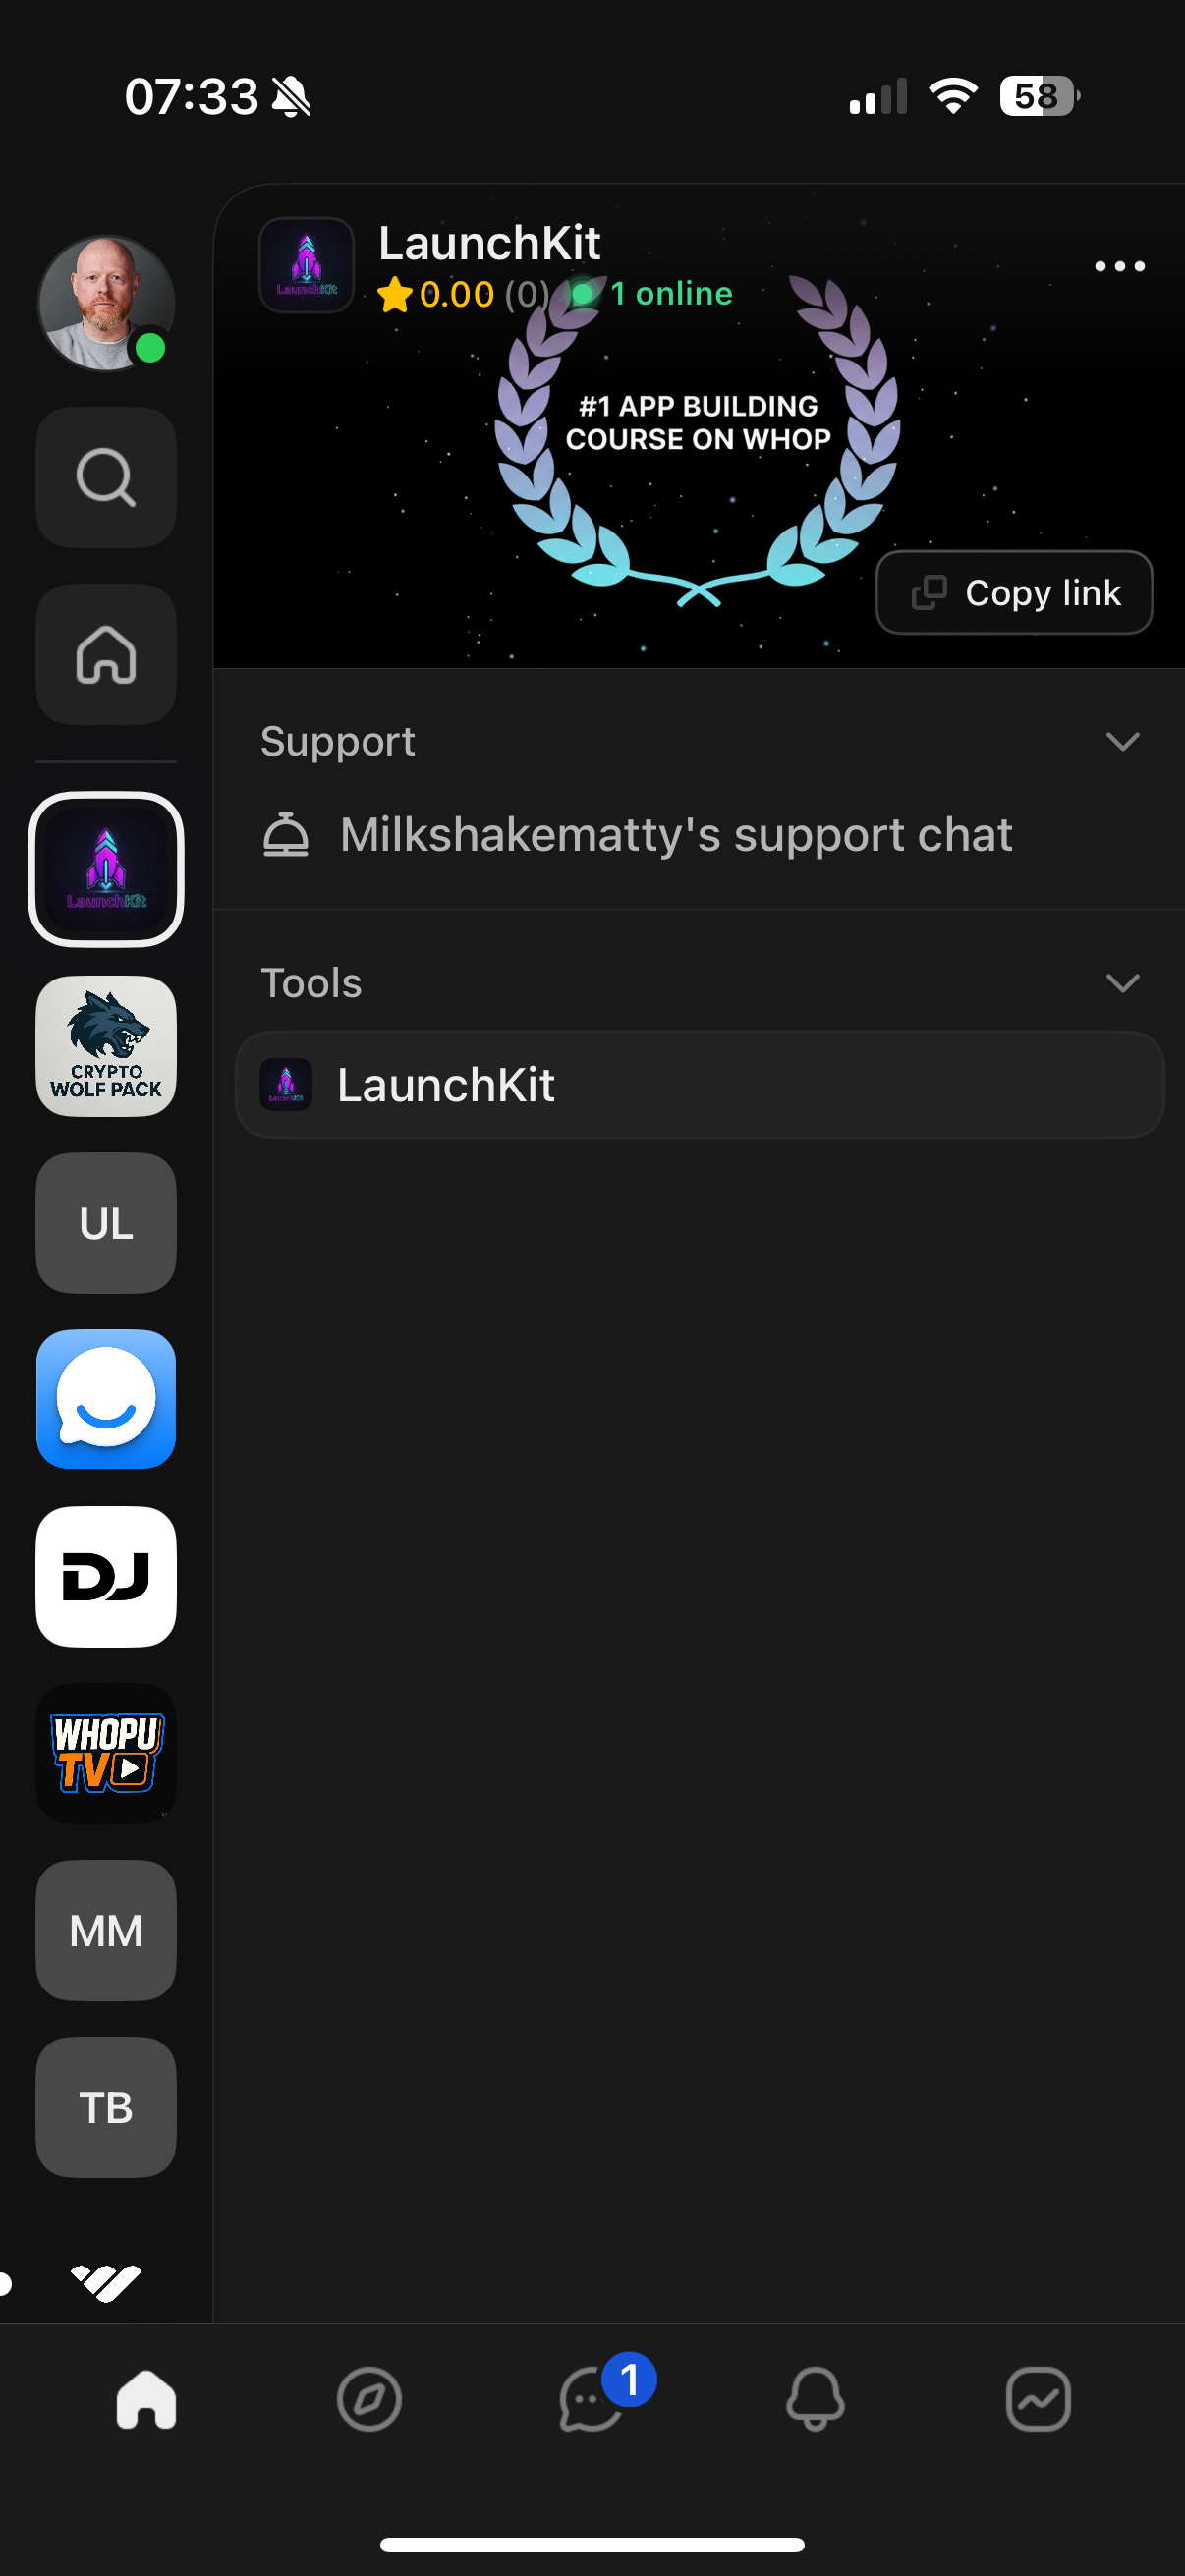 07:33
58
LaunchKit
LaunchKit
0.00 (0) 1 online
#1 APP BUILDING
COURSE ON WHOP
Copy link
Support
Milkshakematty's support chat
LaunchKit
Tools
CRYPTO
WOLF PACK
LaunchKit
LaunchKit
UL
DJ
WHOPU
TV
MM
TB
1